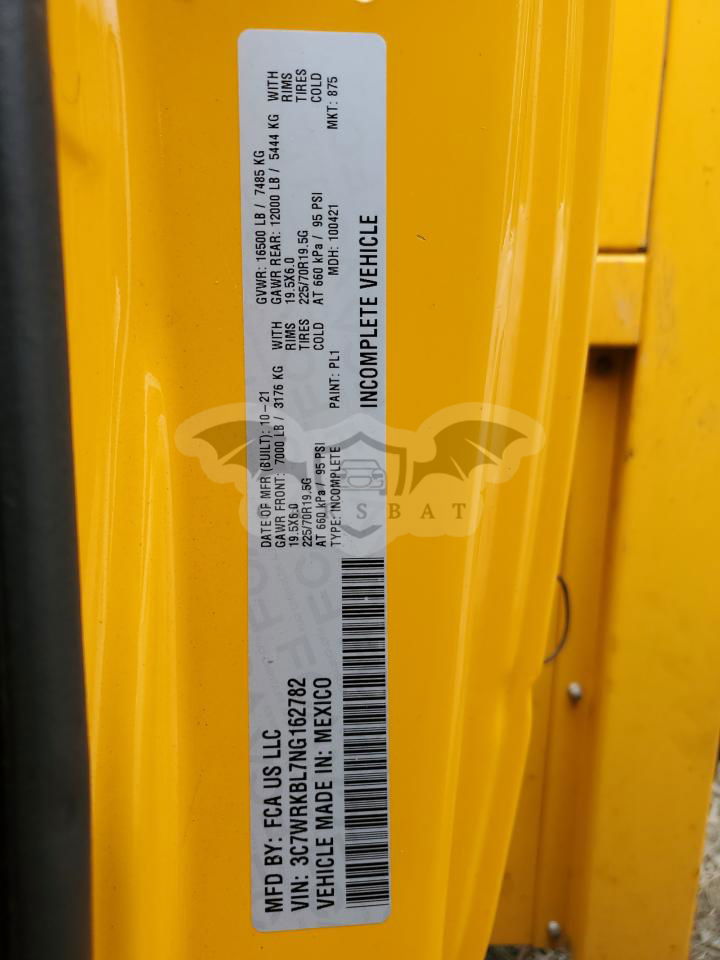 MFD BY: FCA US LLC
VIN: 3C7WRKBL7NG162782
VEHICLE MADE IN: MEXICO
DATE OF MFR (BUILT): 10-21
GAWR FRONT: 7000 LB / 3176 KG WITH
19.5X6.0 RIMS
225/70R19.5G TIRES
AT 660 kPa / 95 PSI COLD
TYPE: INCOMPLETE
GVWR: 16500 LB / 7485 KG
GAWR REAR: 12000 LB / 5444 KG WITH
19.5X6.0 RIMS
225/70R19.5G TIRES
AT 660 kPa / 95 PSI COLD
PAINT: PL1 MDH: 100421 MKT: 875
INCOMPLETE VEHICLE
SBAT